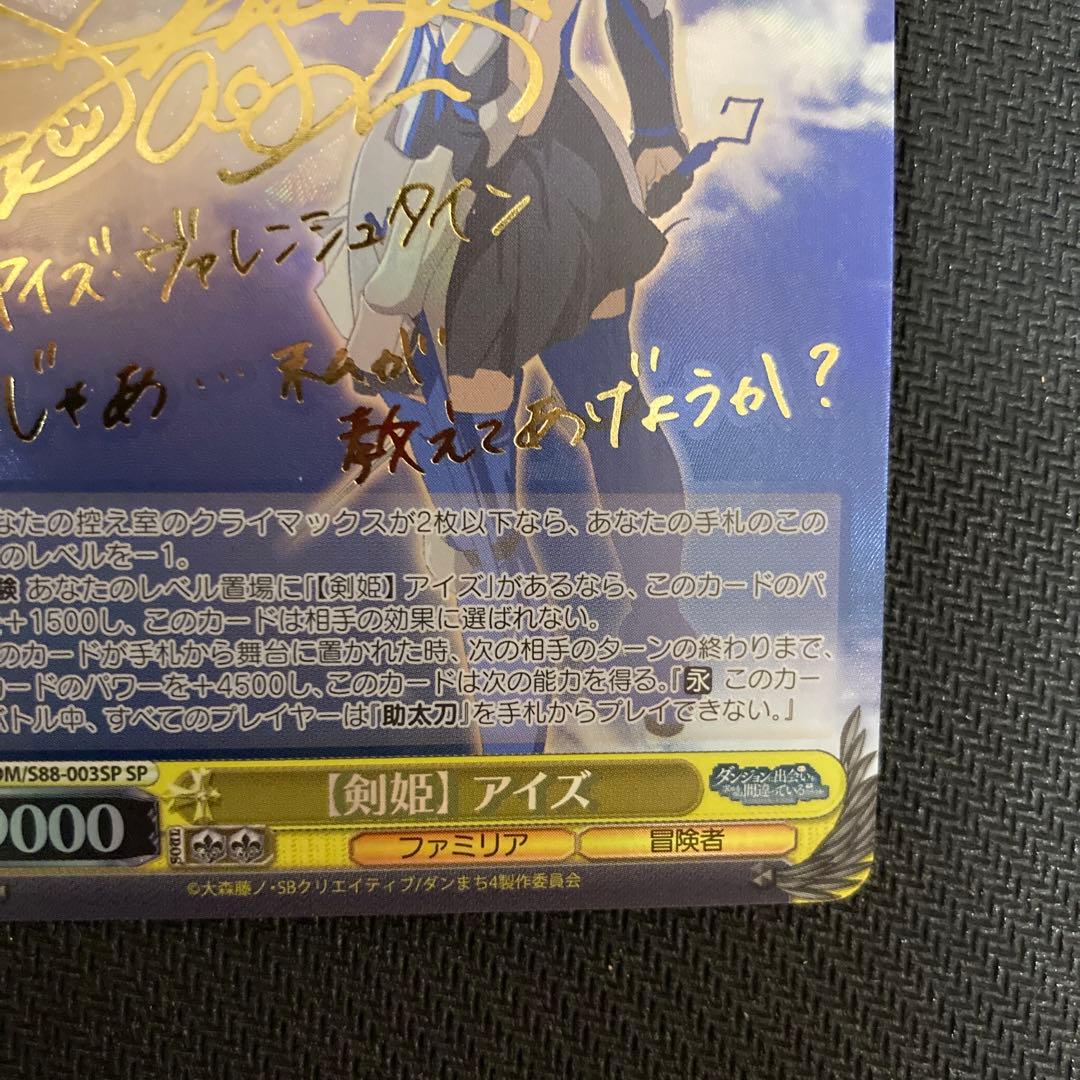 アイズ・ヴァレンシュタイン
じゃあ…私が
教えてあげようか?
なたの控え室のクライマックスが2枚以下なら、あなたの手札のこの
のレベルを-1。
験 あなたのレベル置場に『【剣姫】アイズ』があるなら、このカードのパ
+1500し、このカードは相手の効果に選ばれない。
のカードが手札から舞台に置かれた時、次の相手のターンの終わりまで、
カードのパワーを+4500し、このカードは次の能力を得る。『永 このカー
バトル中、すべてのプレイヤーは『助太刀』を手札からプレイできない。』
DM/S88-003SP SP
【剣姫】 アイズ
ダンジョンに出会いを
間違っている
000
ファミリア
冒険者
©大森藤ノ・SBクリエイティブ/ダンまち4製作委員会